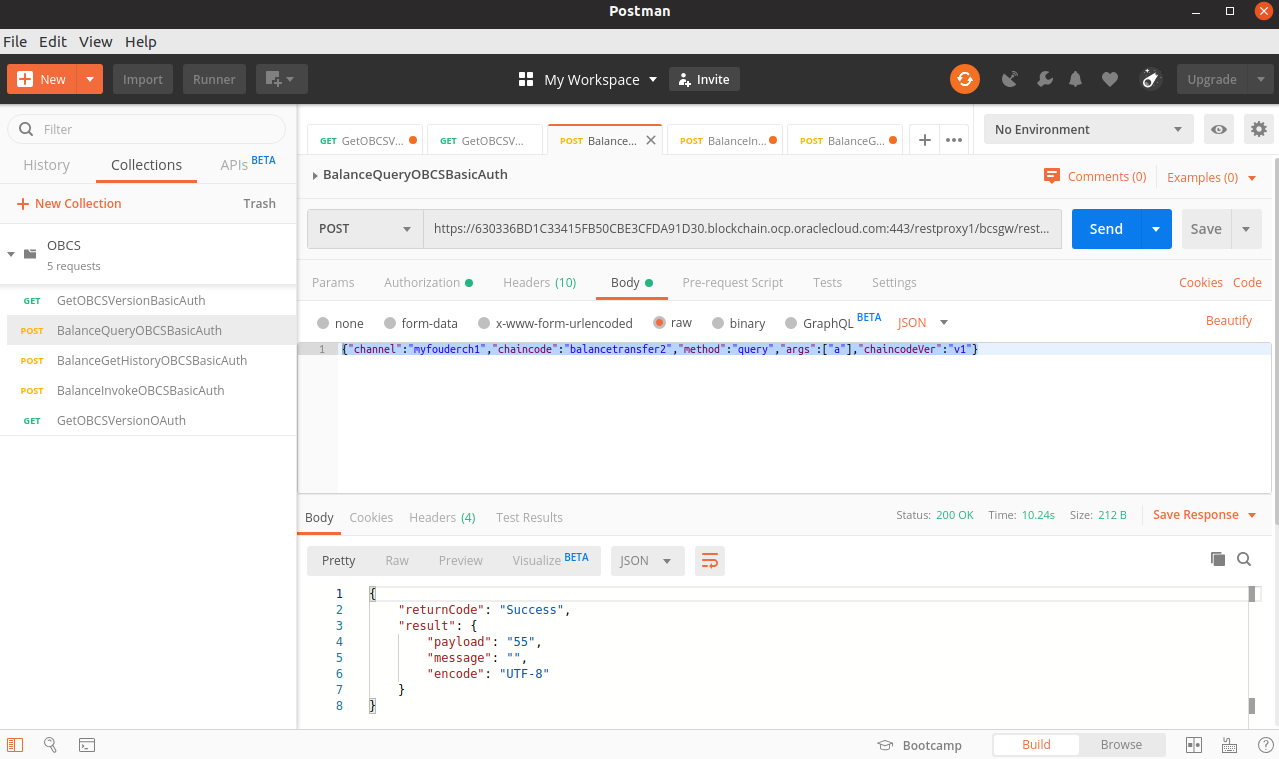 Postman
File Edit View Help
New Import Runner My Workspace Invite Upgrade
Filter
History Collections APIs BETA
New Collection Trash
OBCS
5 requests
GET GetOBCSVersionBasicAuth
POST BalanceQueryOBCSBasicAuth
POST BalanceGetHistoryOBCSBasicAuth
POST BalanceInvokeOBCSBasicAuth
GET GetOBCSVersionOAuth
GET GetOBCSV... GET GetOBCSV... POST Balance... POST BalanceIn... POST BalanceG... No Environment
BalanceQueryOBCSBasicAuth Comments (0) Examples (0)
POST https://630336BD1C33415FB50CBE3CFDA91D30.blockchain.ocp.oraclecloud.com:443/restproxy1/bcsgw/rest... Send Save
Params Authorization Headers (10) Body Pre-request Script Tests Settings Cookies Code
none form-data x-www-form-urlencoded raw binary GraphQL BETA JSON Beautify
1 {"channel":"myfouderch1","chaincode":"balancetransfer2","method":"query","args":["a"],"chaincodeVer":"v1"}
Body Cookies Headers (4) Test Results Status: 200 OK Time: 10.24s Size: 212 B Save Response
Pretty Raw Preview Visualize BETA JSON
1 {
2 "returnCode": "Success",
3 "result": {
4 "payload": "55",
5 "message": "",
6 "encode": "UTF-8"
7 }
8 }
Bootcamp Build Browse